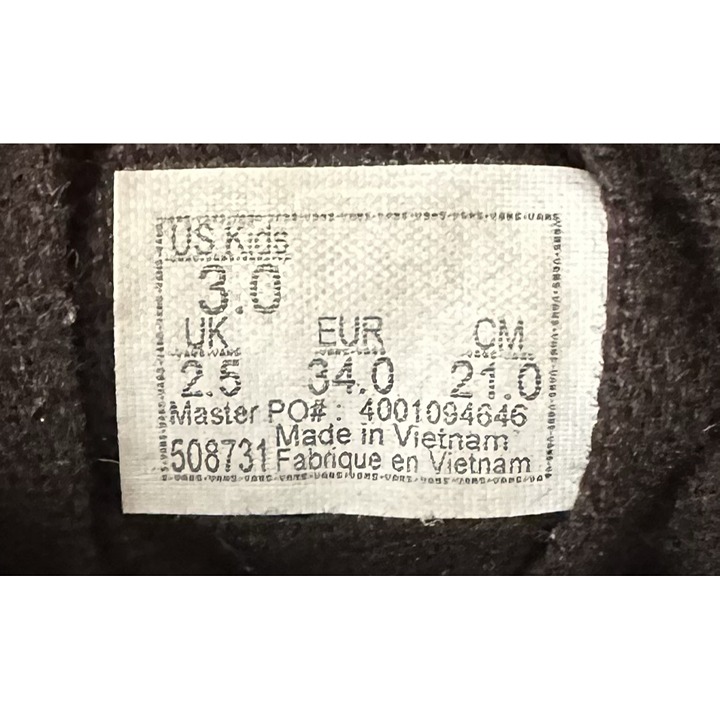 US Kids
3.0
UK EUR CM
2.5 34.0 21.0
Master PO# : 4001094646
Made in Vietnam
508731 Fabrique en Vietnam